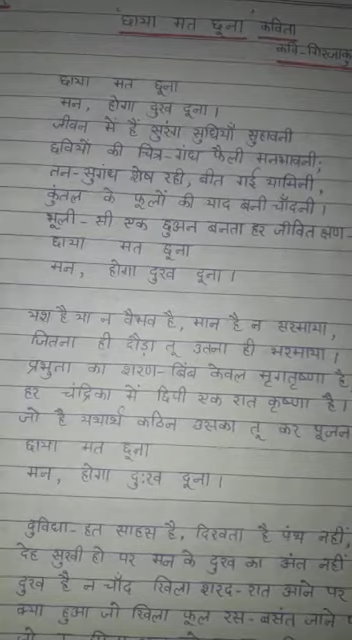 छाया मत छूना कविता
कवि-गिरजाकु
छाया मत छूना
मन, होगा दुख दूना।
जीवन में हैं सुरंग सुधियाँ सुहावनी
छवियों की चित्र-गंध फैली मनभावनी;
तन-सुगंध शेष रही, बीत गई यामिनी,
कुंतल के फूलों की याद बनी चाँदनी।
भूली-सी एक छुअन बनता हर जीवित क्षण-
छाया मत छूना
मन, होगा दुख दूना।
यश है या न वैभव है, मान है न सरमाया,
जितना ही दौड़ा तू उतना ही भरमाया।
प्रभुता का शरण-बिंब केवल मृगतृष्णा है
हर चंद्रिका में छिपी एक रात कृष्णा है।
जो है यथार्थ कठिन उसका तू कर पूजन
छाया मत छूना
मन, होगा दुःख दूना।
दुविधा-हत साहस है, दिखता है पंथ नहीं,
देह सुखी हो पर मन के दुख का अंत नहीं
दुख है न चाँद खिला शरद-रात आने पर
क्या हुआ जो खिला फूल रस-बसंत जाने